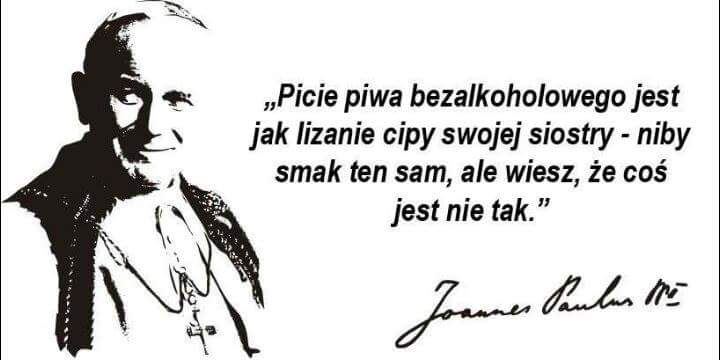 „Picie piwa bezalkoholowego jest
jak lizanie cipy swojej siostry - niby
smak ten sam, ale wiesz, że coś
jest nie tak.”
Joannes Paulus II